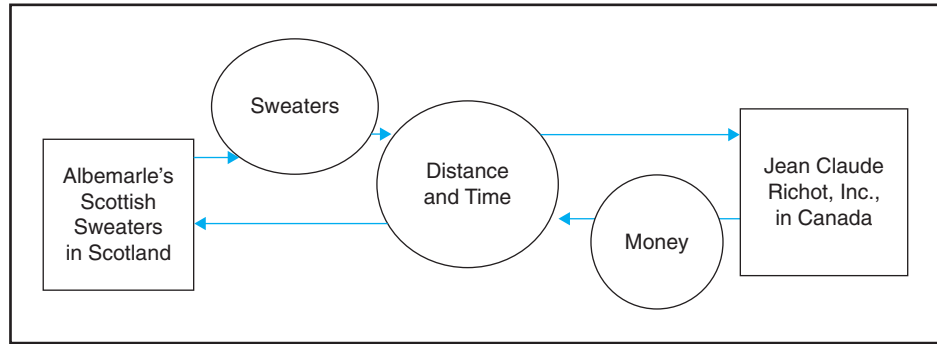 Sweaters
Albemarle's
Scottish
Sweaters
in Scotland
Distance
and Time
Money
Jean Claude
Richot, Inc.,
in Canada